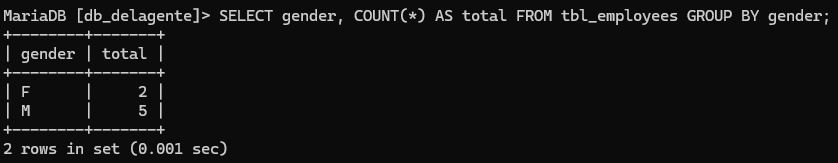 MariaDB [db_delagente]> SELECT gender, COUNT(*) AS total FROM tbl_employees GROUP BY gender;
+--------+-------+
| gender | total |
+--------+-------+
| F      |     2 |
| M      |     5 |
+--------+-------+
2 rows in set (0.001 sec)